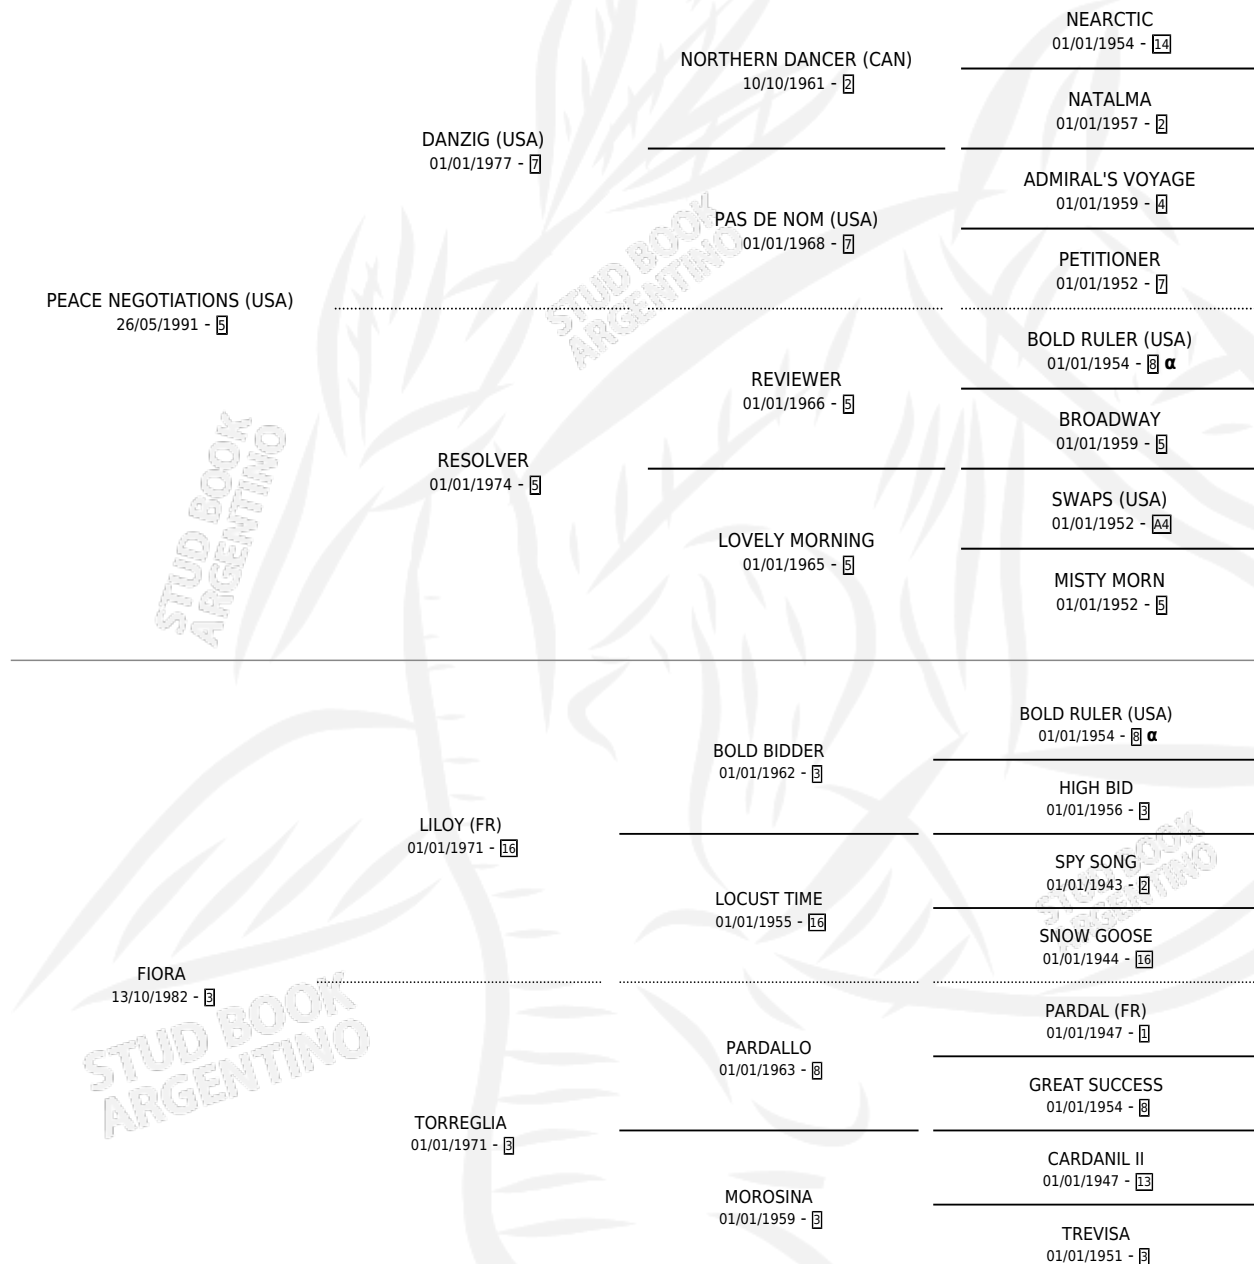 NEARCTIC
01/01/1954 - 14
NORTHERN DANCER (CAN)
10/10/1961 - 2
NATALMA
01/01/1957 - 2
DANZIG (USA)
01/01/1977 - 7
ADMIRAL'S VOYAGE
01/01/1959 - 4
PAS DE NOM (USA)
01/01/1968 - 7
PETITIONER
01/01/1952 - 7
PEACE NEGOTIATIONS (USA)
26/05/1991 - 5
BOLD RULER (USA)
01/01/1954 - 8 α
REVIEWER
01/01/1966 - 5
BROADWAY
01/01/1959 - 5
RESOLVER
01/01/1974 - 5
SWAPS (USA)
01/01/1952 - A4
LOVELY MORNING
01/01/1965 - 5
MISTY MORN
01/01/1952 - 5
BOLD RULER (USA)
01/01/1954 - 8 α
BOLD BIDDER
01/01/1962 - 3
HIGH BID
01/01/1956 - 3
LILOY (FR)
01/01/1971 - 16
SPY SONG
01/01/1943 - 2
LOCUST TIME
01/01/1955 - 16
SNOW GOOSE
01/01/1944 - 16
FIORA
13/10/1982 - 3
PARDAL (FR)
01/01/1947 - 1
PARDALLO
01/01/1963 - 8
GREAT SUCCESS
01/01/1954 - 8
TORREGLIA
01/01/1971 - 3
CARDANIL II
01/01/1947 - 13
MOROSINA
01/01/1959 - 3
TREVISA
01/01/1951 - 3
STUD BOOK
ARGENTINO
STUD BOOK
ARGENTINO
STUD BOOK
ARGENTINO
STUD BOOK
ARGENTINO